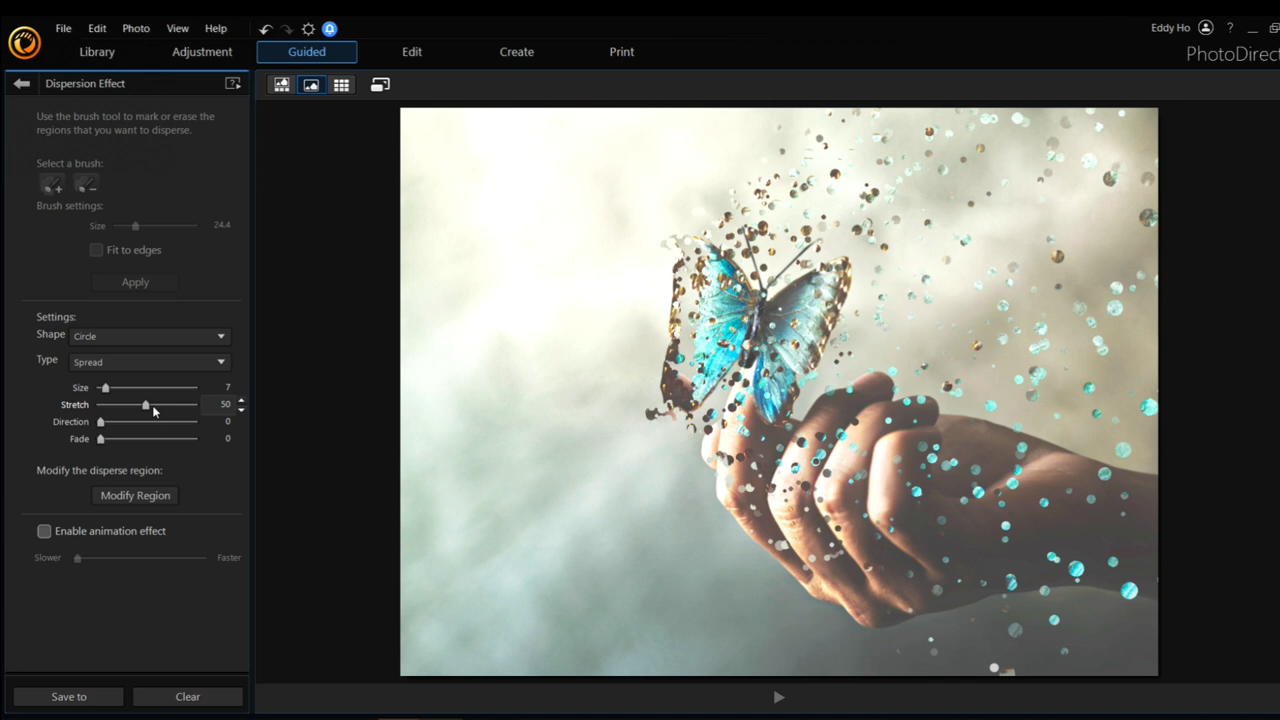 File Edit Photo View Help
Eddy Ho ?
Library Adjustment Guided Edit Create Print
PhotoDirect
Dispersion Effect
Use the brush tool to mark or erase the
regions that you want to disperse.
Select a brush:
Brush settings:
Size 24.4
Fit to edges
Apply
Settings:
Shape Circle
Type Spread
Size 7
Stretch 50
Direction 0
Fade 0
Modify the disperse region:
Modify Region
Enable animation effect
Slower Faster
Save to Clear